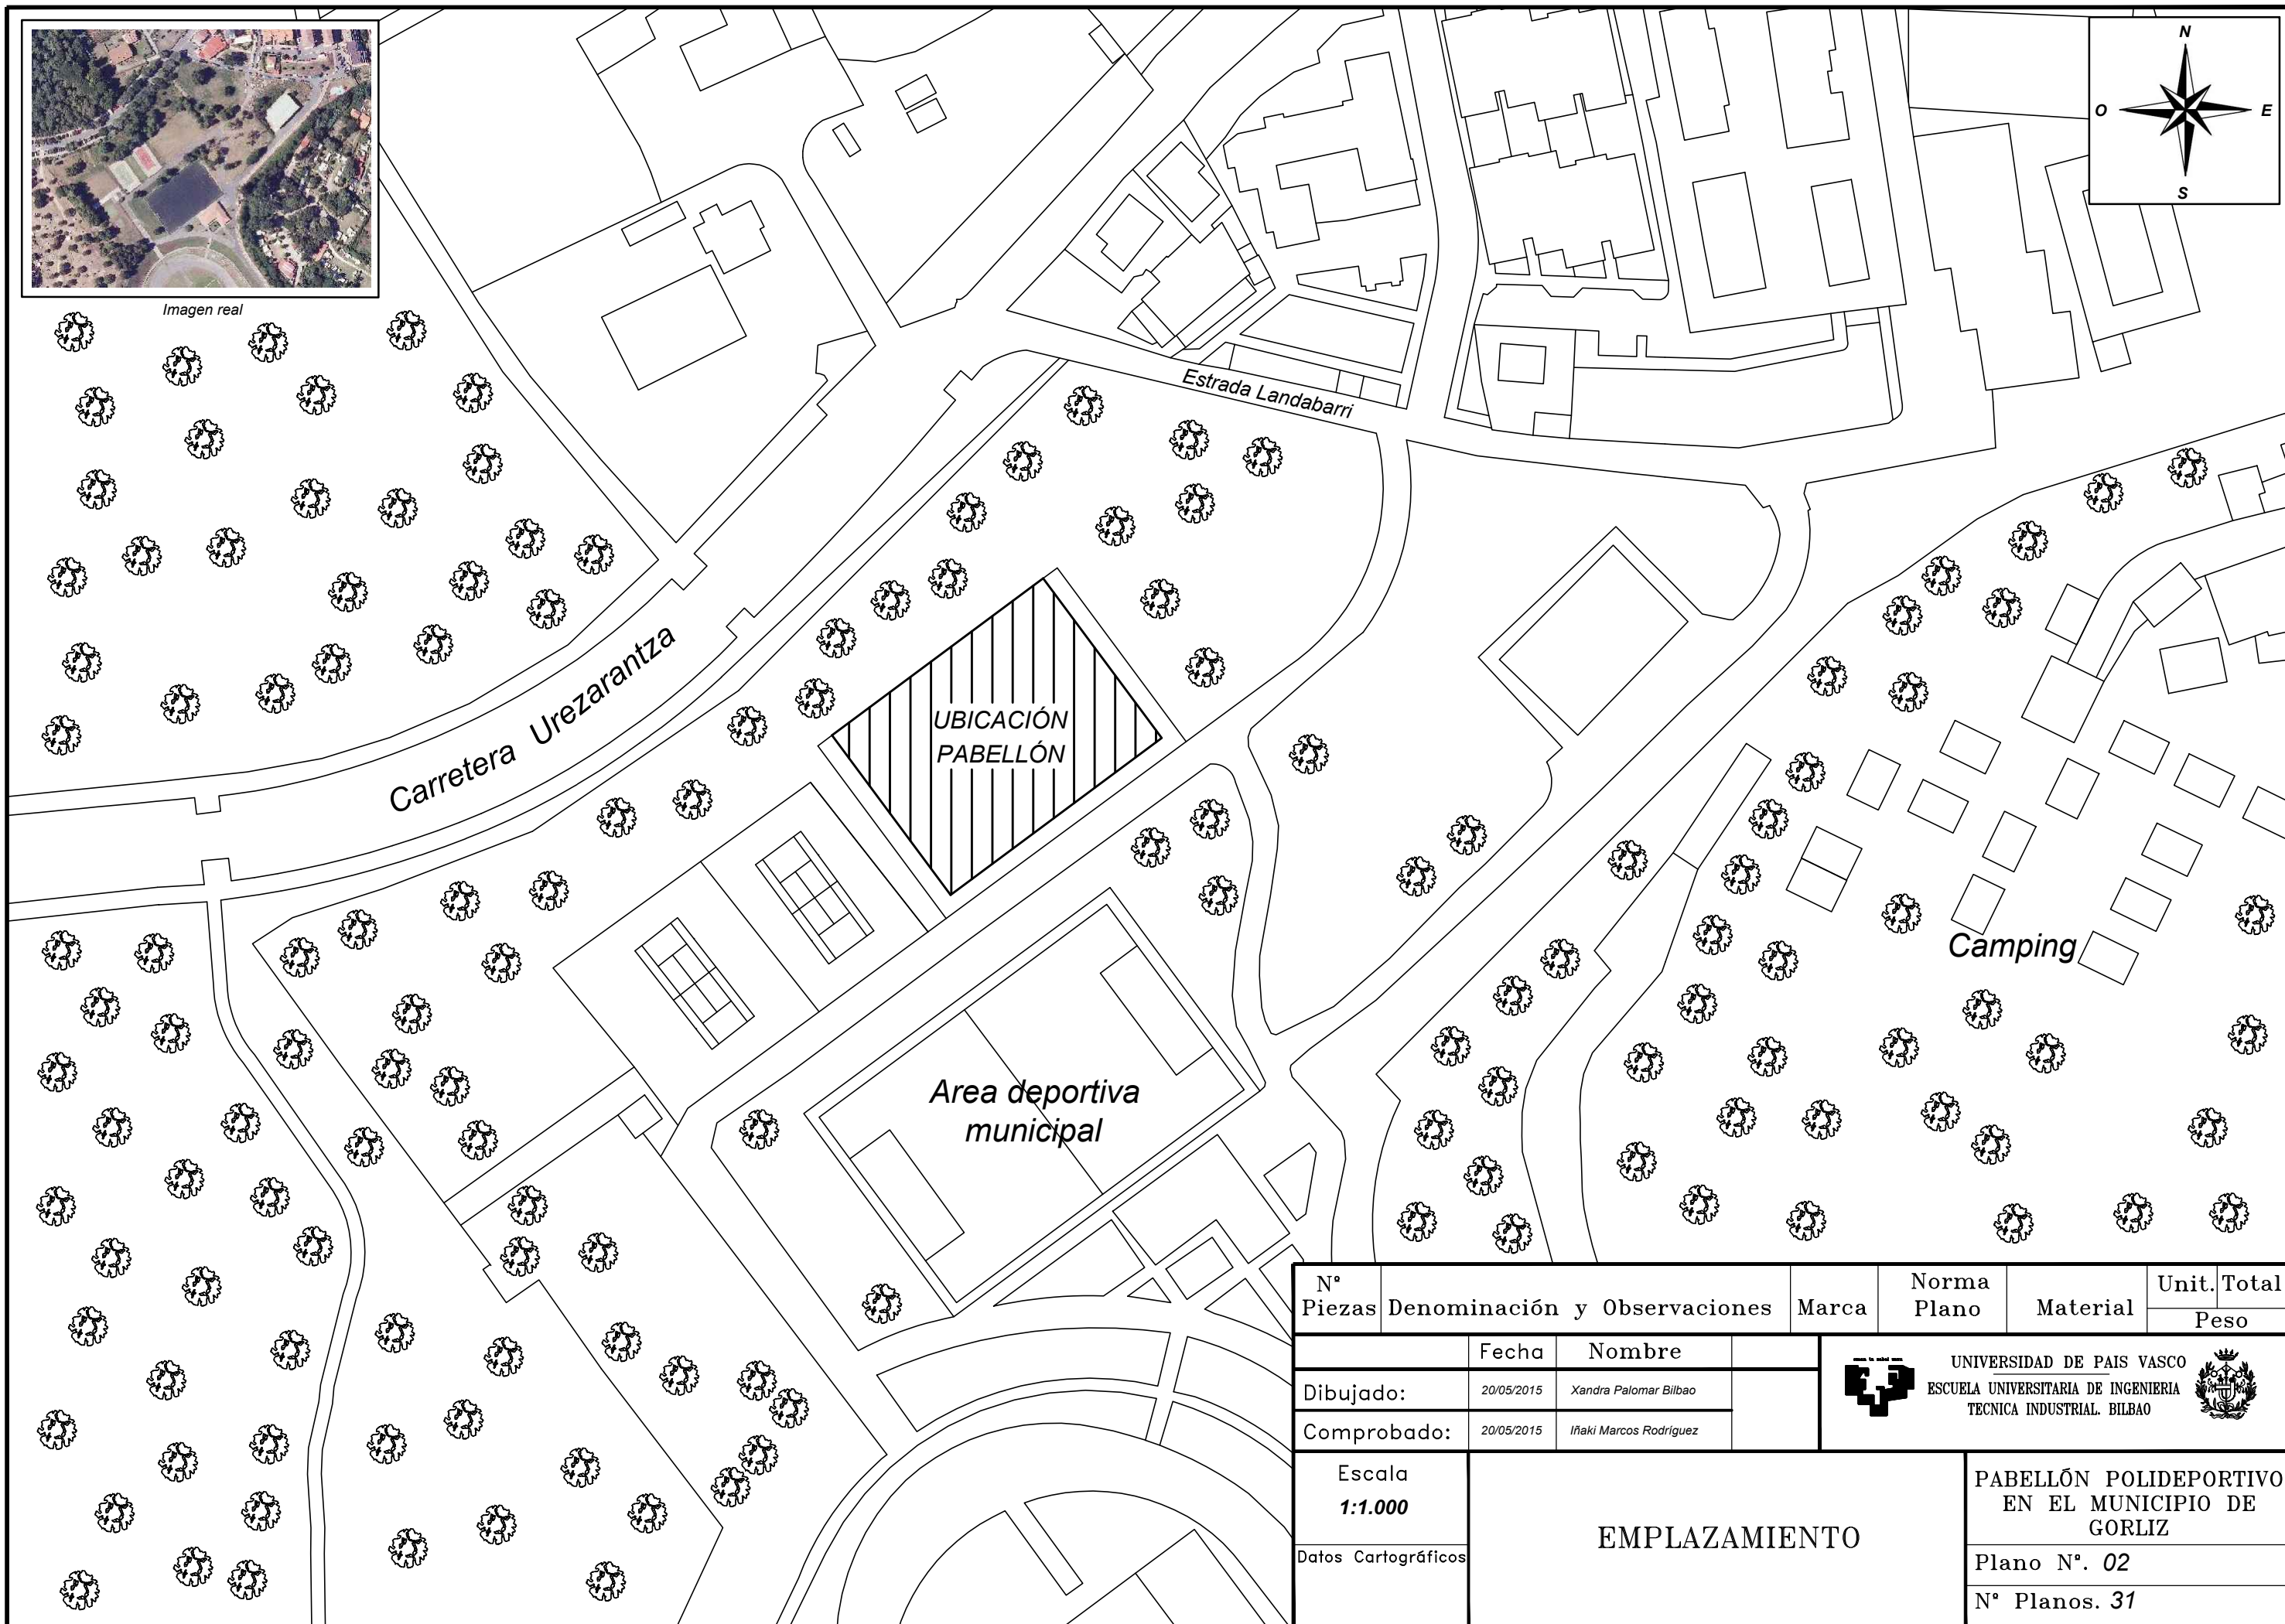 Imagen real
N
O
E
S
Estrada Landabarri
Carretera Urezarantza
UBICACIÓN
PABELLÓN
Camping
Area deportiva
municipal
Nº
Piezas
Denominación y Observaciones
Marca
Norma
Plano
Material
Unit.
Total
Peso
Fecha
Nombre
Dibujado:
20/05/2015
Xandra Palomar Bilbao
Comprobado:
20/05/2015
Iñaki Marcos Rodríguez
UNIVERSIDAD DE PAIS VASCO
ESCUELA UNIVERSITARIA DE INGENIERIA
TECNICA INDUSTRIAL. BILBAO
Escala
1:1.000
Datos Cartográficos
EMPLAZAMIENTO
PABELLÓN POLIDEPORTIVO
EN EL MUNICIPIO DE
GORLIZ
Plano Nº. 02
Nº Planos. 31